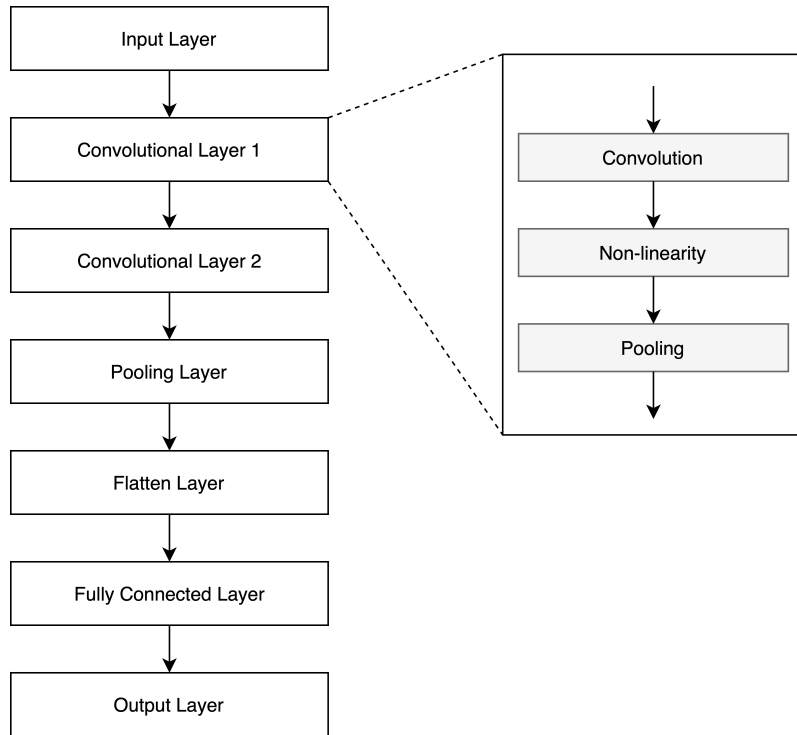 Input Layer
Convolutional Layer 1
Convolutional Layer 2
Pooling Layer
Flatten Layer
Fully Connected Layer
Output Layer
Convolution
Non-linearity
Pooling